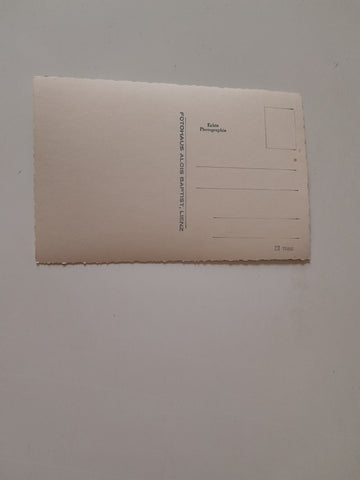 FOTOHAUS ALOIS BAPTIST, LIENZ
Echte
Photographie